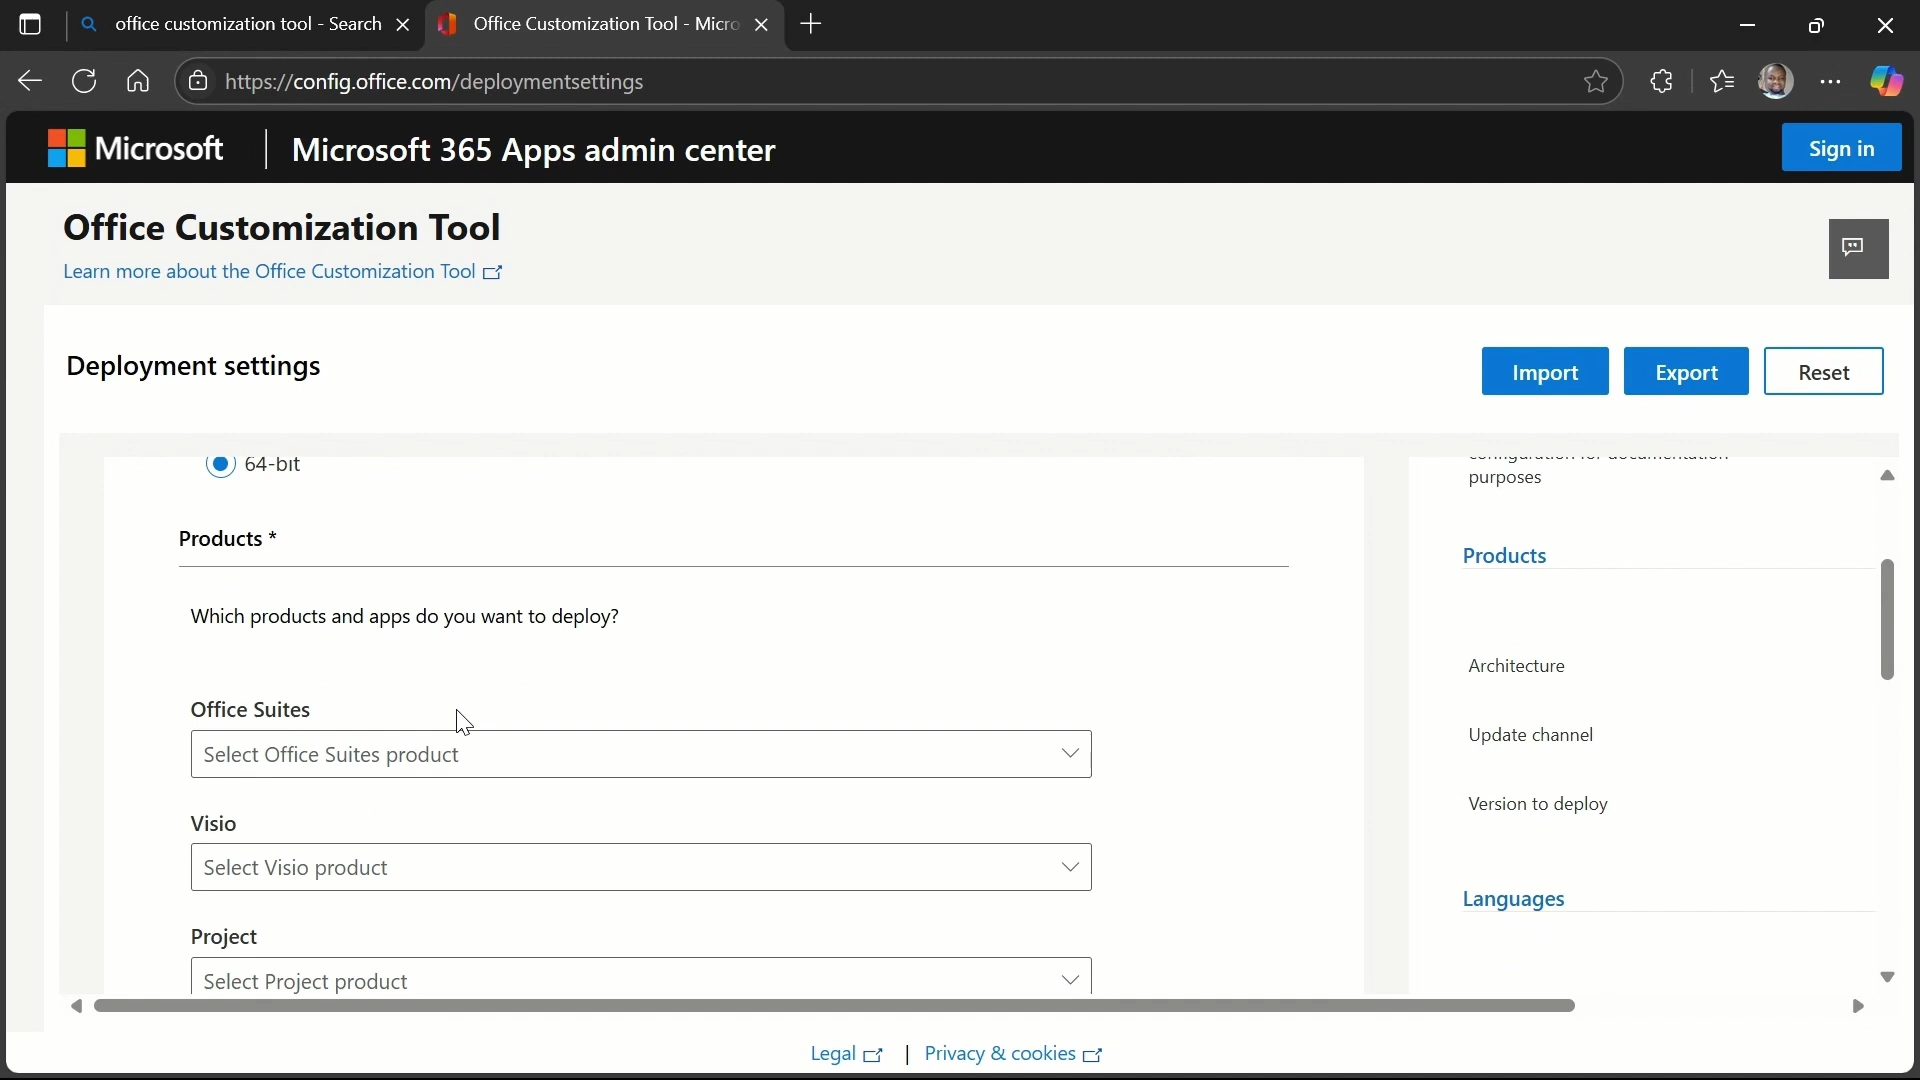 office customization tool - Search
Office Customization Tool - Micro
https://config.office.com/deploymentsettings
Microsoft
Microsoft 365 Apps admin center
Sign in
Office Customization Tool
Learn more about the Office Customization Tool
Deployment settings
Import
Export
Reset
64-bit
Products *
Which products and apps do you want to deploy?
Office Suites
Select Office Suites product
Visio
Select Visio product
Project
Select Project product
configuration for documentation
purposes
Products
Architecture
Update channel
Version to deploy
Languages
Legal
|
Privacy & cookies